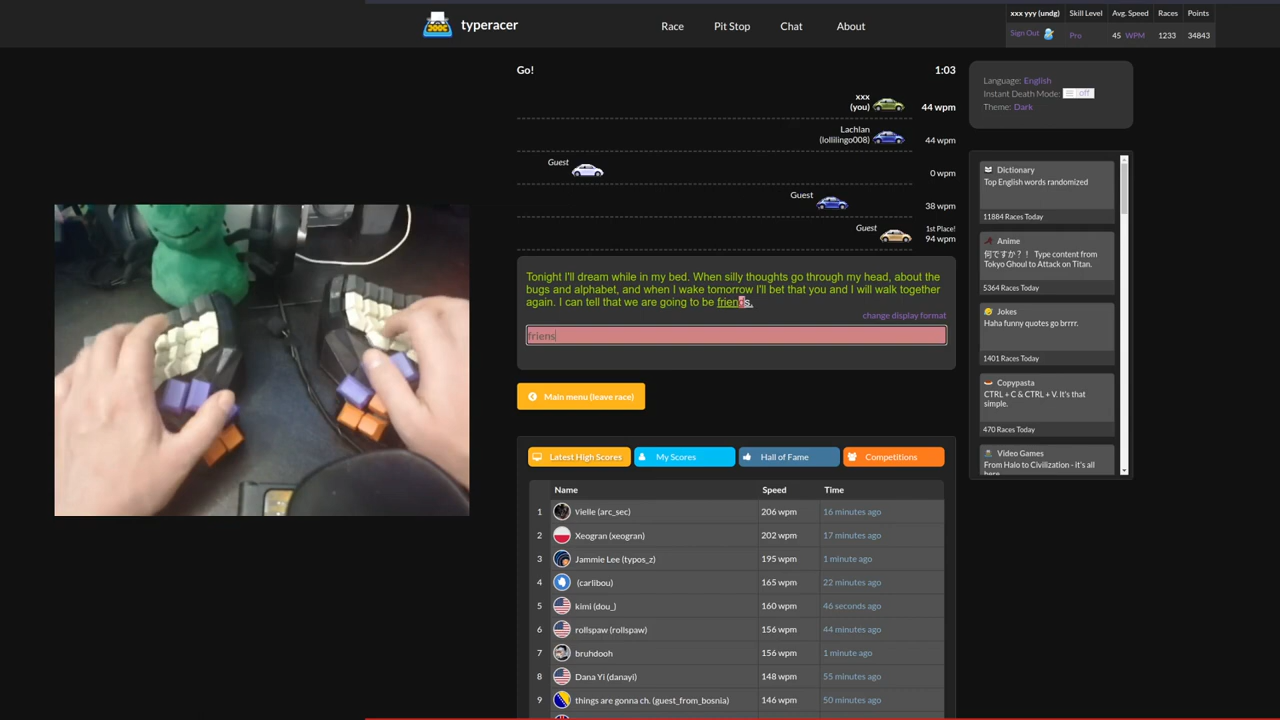 typeracer
Race
Pit Stop
Chat
About
xxx yyy (undg)
Skill Level
Avg. Speed
Races
Points
Sign Out
Pro
45 WPM
1233
34843
Go!
1:03
xxx
(you)
44 wpm
Lachlan
(lollilingo008)
44 wpm
Guest
0 wpm
Guest
38 wpm
Guest
1st Place!
94 wpm
Tonight I'll dream while in my bed. When silly thoughts go through my head, about the
bugs and alphabet, and when I wake tomorrow I'll bet that you and I will walk together
again. I can tell that we are going to be friends.
change display format
friens
Main menu (leave race)
Language: English
Instant Death Mode: off
Theme: Dark
Dictionary
Top English words randomized
11884 Races Today
Anime
何ですか？！ Type content from
Tokyo Ghoul to Attack on Titan.
5364 Races Today
Jokes
Haha funny quotes go brrrr.
1401 Races Today
Copypasta
CTRL + C & CTRL + V. It's that
simple.
470 Races Today
Video Games
From Halo to Civilization - it's all
here.
Latest High Scores
My Scores
Hall of Fame
Competitions
Name
Speed
Time
1 Vielle (arc_sec) 206 wpm 16 minutes ago
2 Xeogran (xeogran) 202 wpm 17 minutes ago
3 Jammie Lee (typos_z) 195 wpm 1 minute ago
4 (carlibou) 165 wpm 22 minutes ago
5 kimi (dou_) 160 wpm 46 seconds ago
6 rollspaw (rollspaw) 156 wpm 44 minutes ago
7 bruhdooh 156 wpm 1 minute ago
8 Dana Yi (danayi) 148 wpm 55 minutes ago
9 things are gonna ch. (guest_from_bosnia) 146 wpm 50 minutes ago